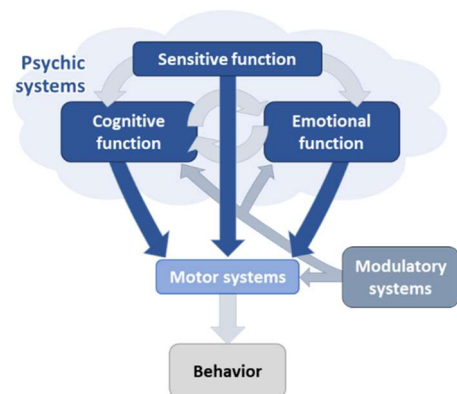 Sensitive function
Psychic
systems
Cognitive
function
Emotional
function
Motor systems
Modulatory
systems
Behavior